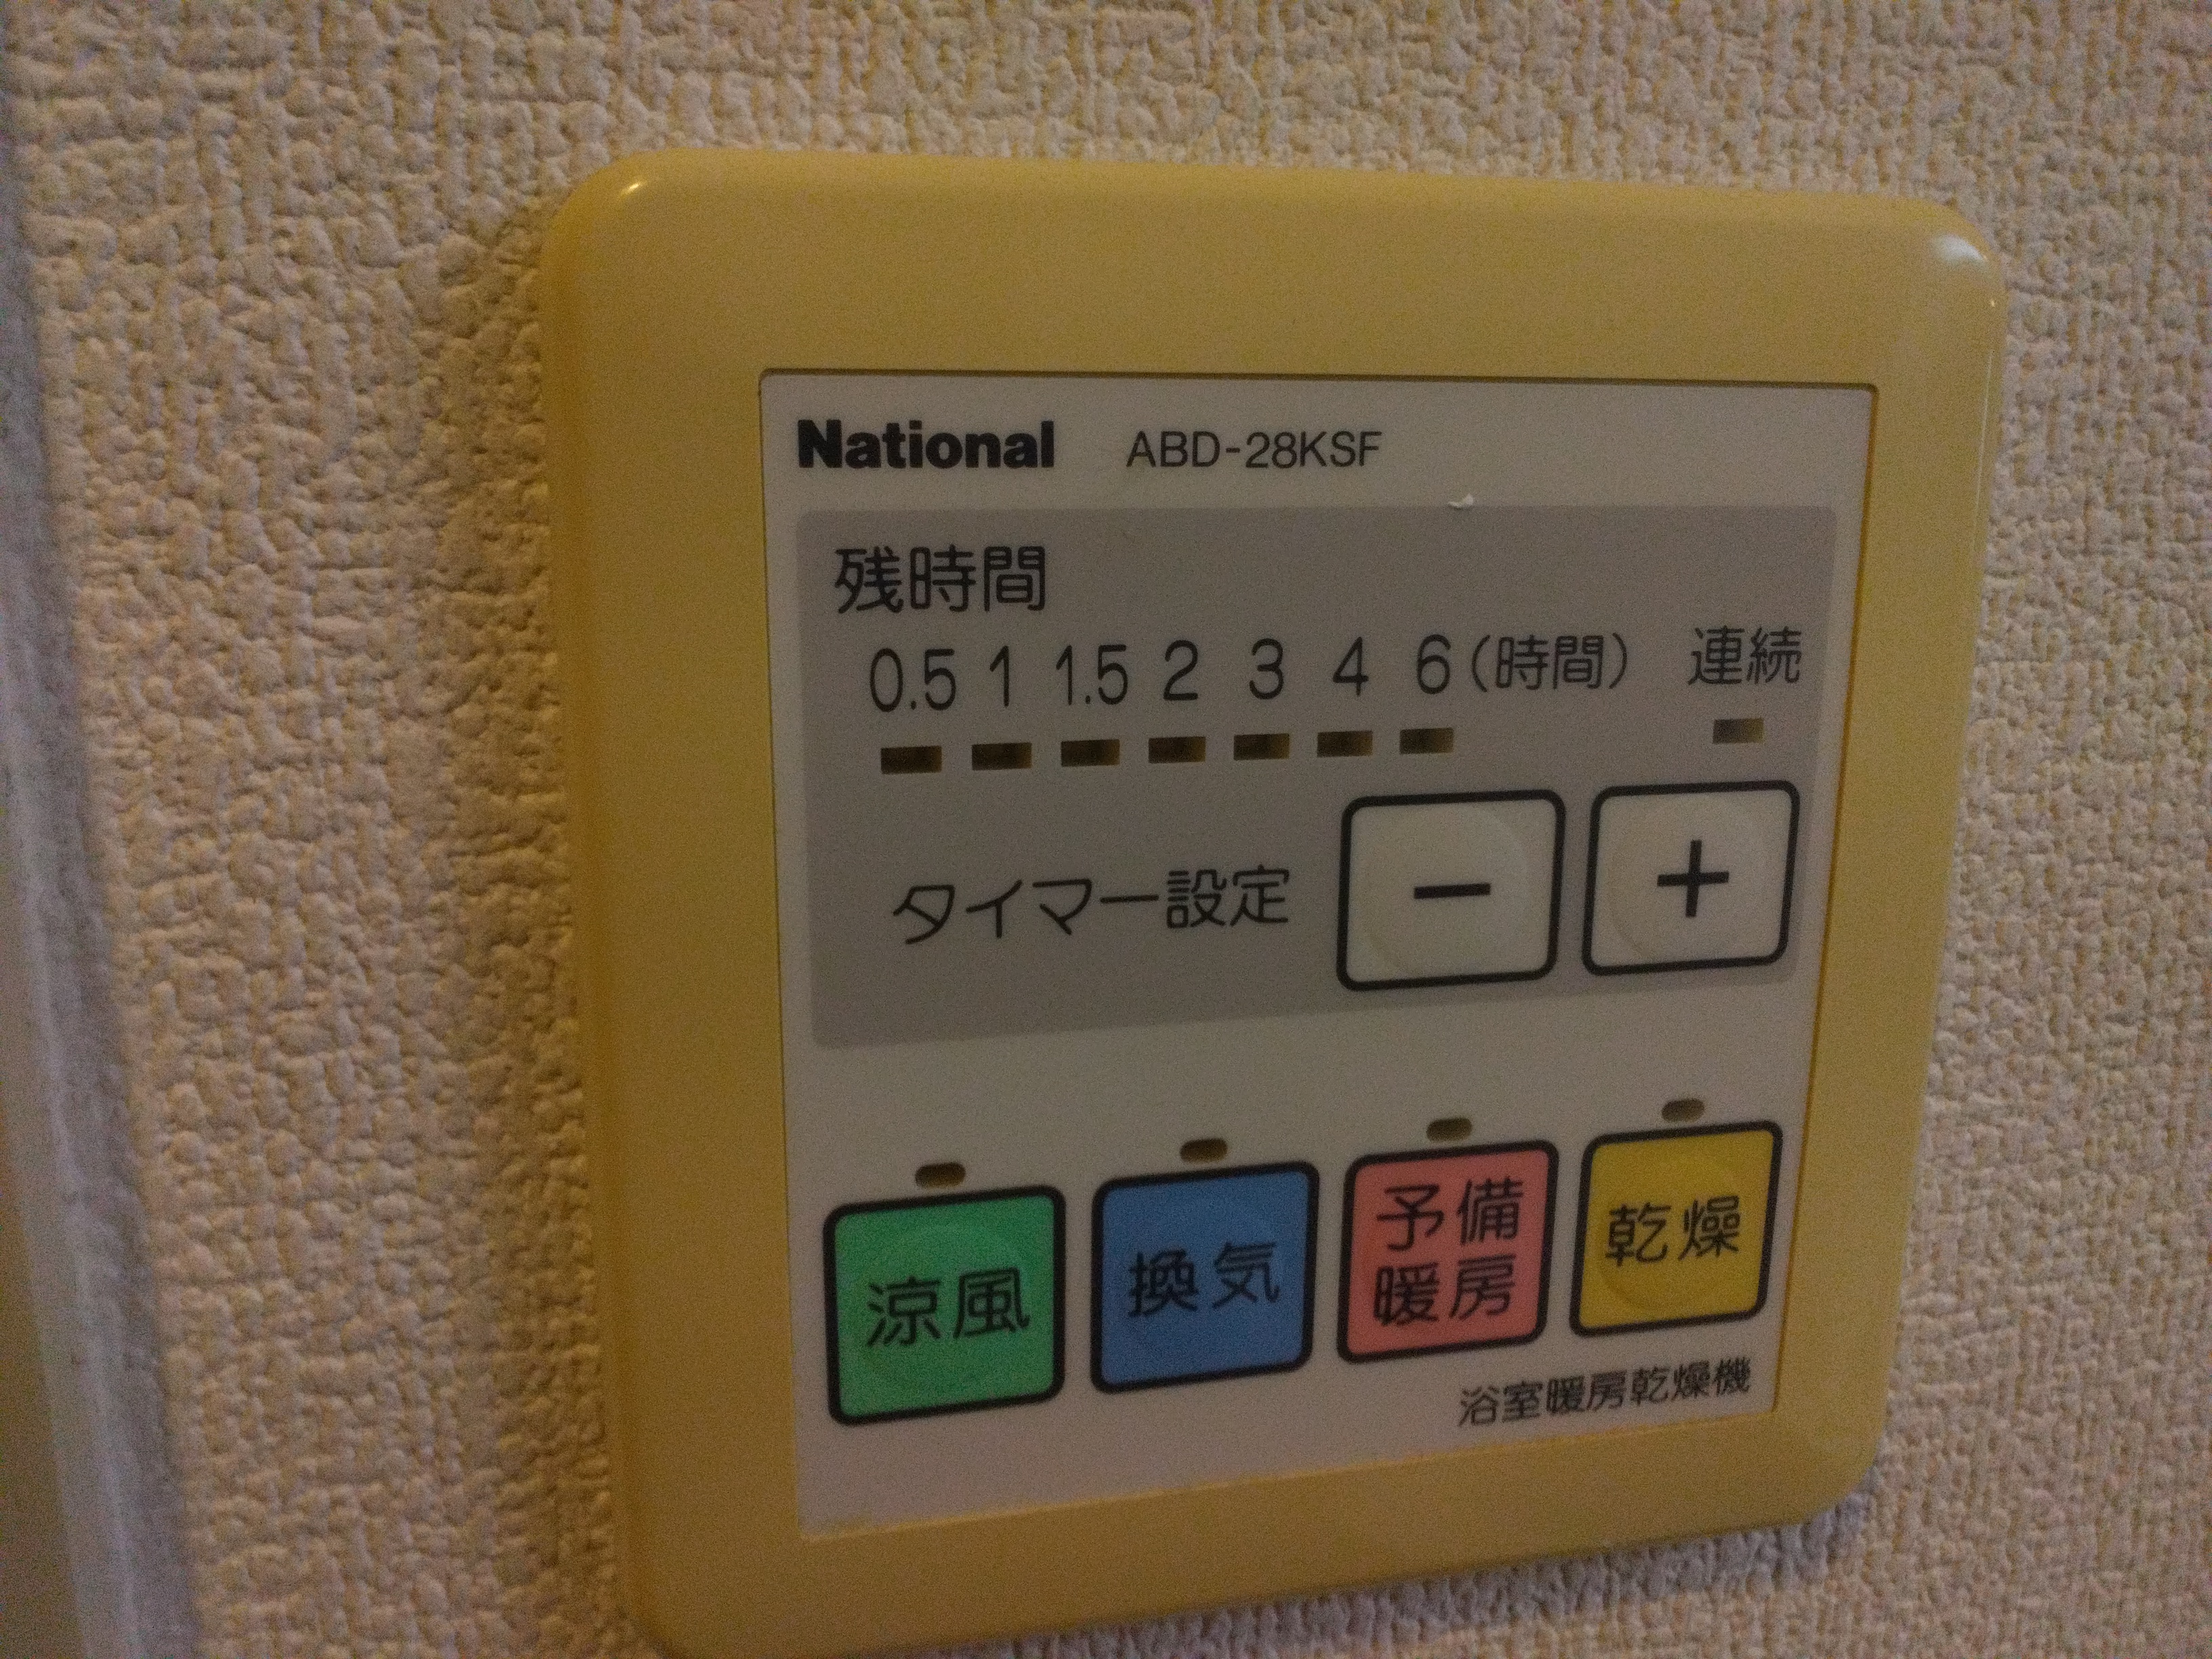 National ABD-28KSF
残時間
0.5 1 1.5 2 3 4 6(時間) 連続
タイマー設定 − +
涼風 換気 予備暖房 乾燥
浴室暖房乾燥機